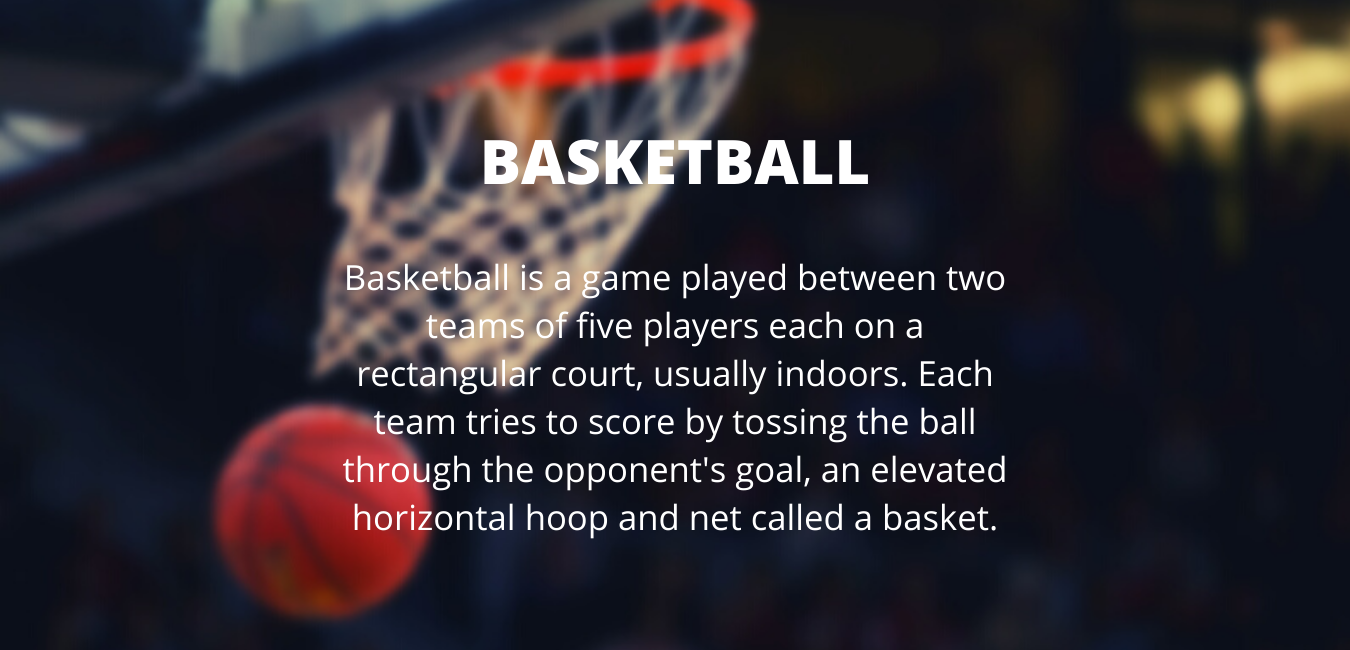 BASKETBALL
Basketball is a game played between two
teams of five players each on a
rectangular court, usually indoors. Each
team tries to score by tossing the ball
through the opponent's goal, an elevated
horizontal hoop and net called a basket.